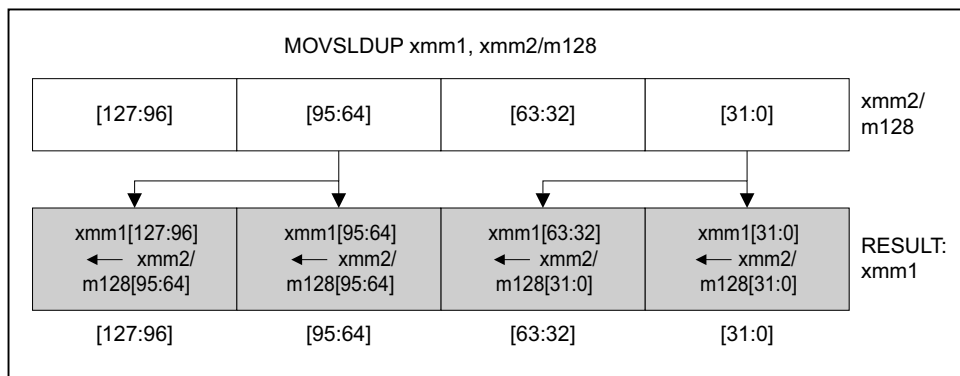 MOVSLDUP xmm1, xmm2/m128
[127:96] [95:64] [63:32] [31:0]
xmm2/
m128
xmm1[127:96]
← xmm2/
m128[95:64]
xmm1[95:64]
← xmm2/
m128[95:64]
xmm1[63:32]
← xmm2/
m128[31:0]
xmm1[31:0]
← xmm2/
m128[31:0]
RESULT:
xmm1
[127:96] [95:64] [63:32] [31:0]